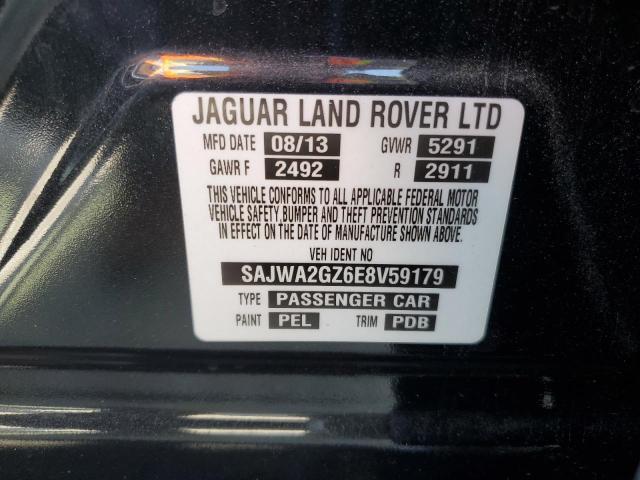 JAGUAR LAND ROVER LTD
MFD DATE 08/13 GVWR 5291
GAWR F 2492 R 2911
THIS VEHICLE CONFORMS TO ALL APPLICABLE FEDERAL MOTOR
VEHICLE SAFETY,BUMPER AND THEFT PREVENTION STANDARDS
IN EFFECT ON THE DATE OF MANUFACTURE SHOWN ABOVE.
VEH IDENT NO
SAJWA2GZ6E8V59179
TYPE PASSENGER CAR
PAINT PEL TRIM PDB